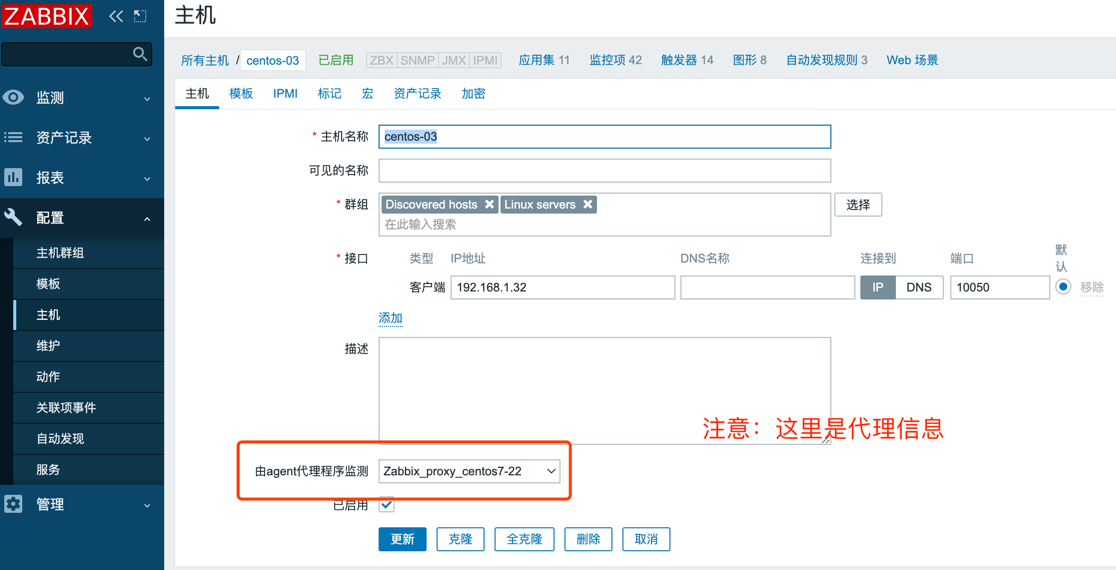 ZABBIX
主机
所有主机 / centos-03 已启用 ZBX SNMP JMX IPMI 应用集 11 监控项 42 触发器 14 图形 8 自动发现规则 3 Web 场景
主机 模板 IPMI 标记 宏 资产记录 加密
监测
资产记录
报表
配置
主机群组
模板
主机
维护
动作
关联项事件
自动发现
服务
管理
* 主机名称 centos-03
可见的名称
* 群组 Discovered hosts Linux servers 选择
在此输入搜索
* 接口 类型 IP地址 DNS名称 连接到 端口 默认
客户端 192.168.1.32 IP DNS 10050 移除
添加
描述
注意：这里是代理信息
由agent代理程序监测 Zabbix_proxy_centos7-22
已启用
更新 克隆 全克隆 删除 取消